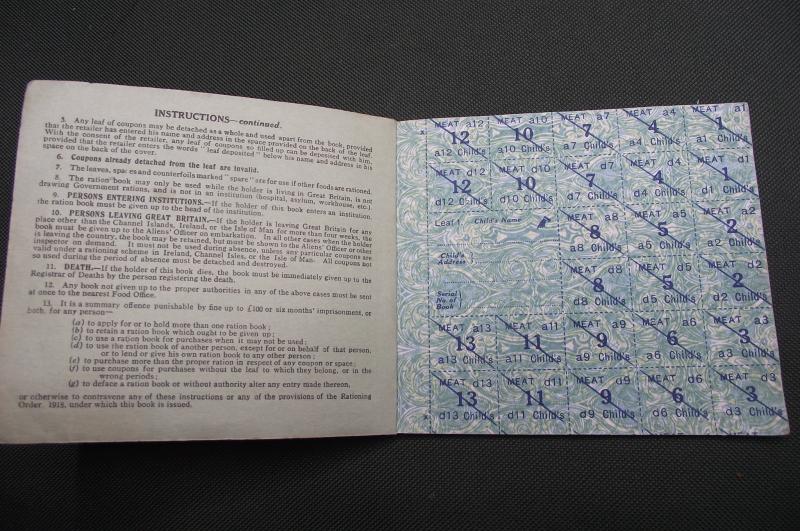 INSTRUCTIONS—continued.
5. Any leaf of coupons may be detached as a whole and used apart from the book, provided
that the retailer has entered his name and address in the space provided on the back of the leaf.
With the consent of the retailer, any leaf of coupons so filled up can be deposited with him,
provided that the retailer enters the words "leaf deposited" below his name and address in his
space on the back of the cover.
6. Coupons already detached from the leaf are invalid.
7. The leaves, spaces and counterfoils marked "spare" are for use if other foods are rationed.
8. The ration book may only be used while the holder is living in Great Britain, is not
drawing Government rations, and is not in an institution (hospital, asylum, workhouse, etc.).
9. PERSONS ENTERING INSTITUTIONS.—If the holder of this book enters an institution,
the ration book must be given up to the head of the institution.
10. PERSONS LEAVING GREAT BRITAIN.—If the holder is leaving Great Britain for any
place other than the Channel Islands, Ireland, or the Isle of Man for more than four weeks, the
book must be given up to the Aliens' Officer on embarkation. In all other cases when the holder
is leaving the country, the book may be retained, but must be shown to the Aliens' Officer or other
inspector on demand. It must not be used during absence, unless any particular coupons are
valid under a rationing scheme in Ireland, Channel Isles, or the Isle of Man. All coupons not
so used during the period of absence must be detached and destroyed.
11. DEATH.—If the holder of this book dies, the book must be immediately given up to the
Registrar of Deaths by the person registering the death.
12. Any book not given up to the proper authorities in any of the above cases must be sent
at once to the nearest Food Office.
13. It is a summary offence punishable by fine up to £100 or six months' imprisonment, or
both, for any person—
(a) to apply for or to hold more than one ration book;
(b) to retain a ration book which ought to be given up;
(c) to use a ration book for purchases when it may not be used;
(d) to use the ration book of another person, except for or on behalf of that person,
or to lend or give his own ration book to any other person;
(e) to purchase more than the proper ration in respect of any coupon or space;
(f) to use coupons for purchases without the leaf to which they belong, or in the
wrong periods;
(g) to deface a ration book or without authority alter any entry made thereon,
or otherwise to contravene any of these instructions or any of the provisions of the Rationing
Order, 1918, under which this book is issued.
MEAT a12 MEAT a10 MEAT a7 MEAT a4 MEAT a1
12 10 7 4 1
a12 Child's a10 Child's a7 Child's a4 Child's a1 Child's
MEAT d12 MEAT d10 MEAT d7 MEAT d4 MEAT d1
12 10 7 4 1
d12 Child's d10 Child's d7 Child's d4 Child's d1 Child's
Leaf 1 Child's Name MEAT a8 MEAT a5 MEAT a2
8 5 2
a8 Child's a5 Child's a2 Child's
Child's
Address
MEAT d8 MEAT d5 MEAT d2
8 5 2
d8 Child's d5 Child's d2 Child's
Serial
No. of
Book
MEAT a13 MEAT a11 MEAT a9 MEAT a6 MEAT a3
13 11 9 6 3
a13 Child's a11 Child's a9 Child's a6 Child's a3 Child's
MEAT d13 MEAT d11 MEAT d9 MEAT d6 MEAT d3
13 11 9 6 3
d13 Child's d11 Child's d9 Child's d6 Child's d3 Child's